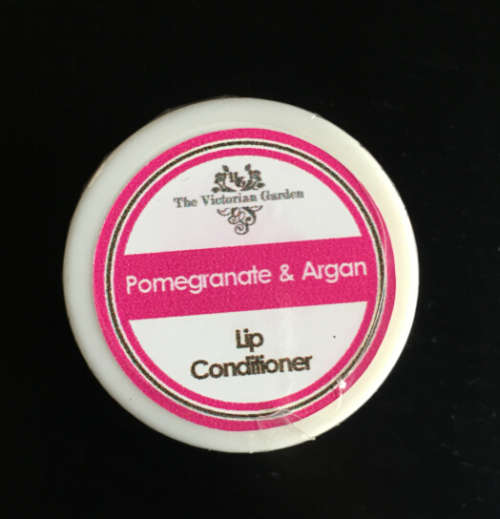 The Victorian Garden
Pomegranate & Argan
Lip
Conditioner